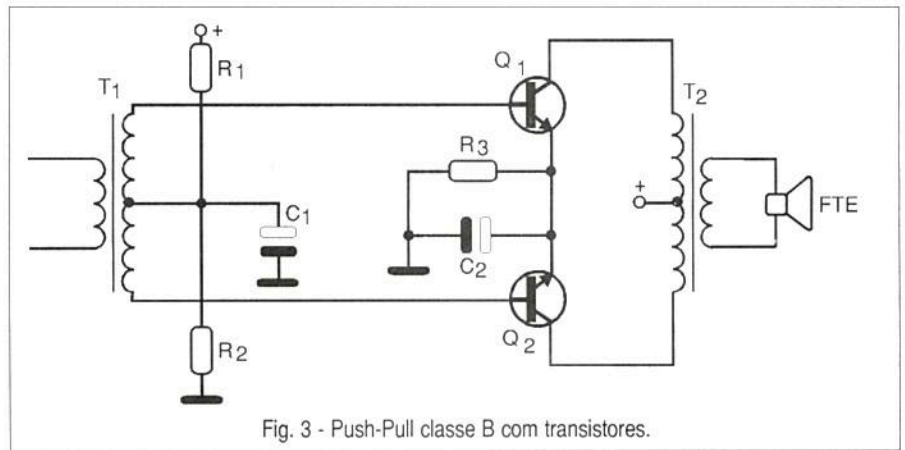 +
R1
T1
Q1
T2
R3
+
C1
FTE
C2
R2
Q2
Fig. 3 - Push-Pull classe B com transistores.